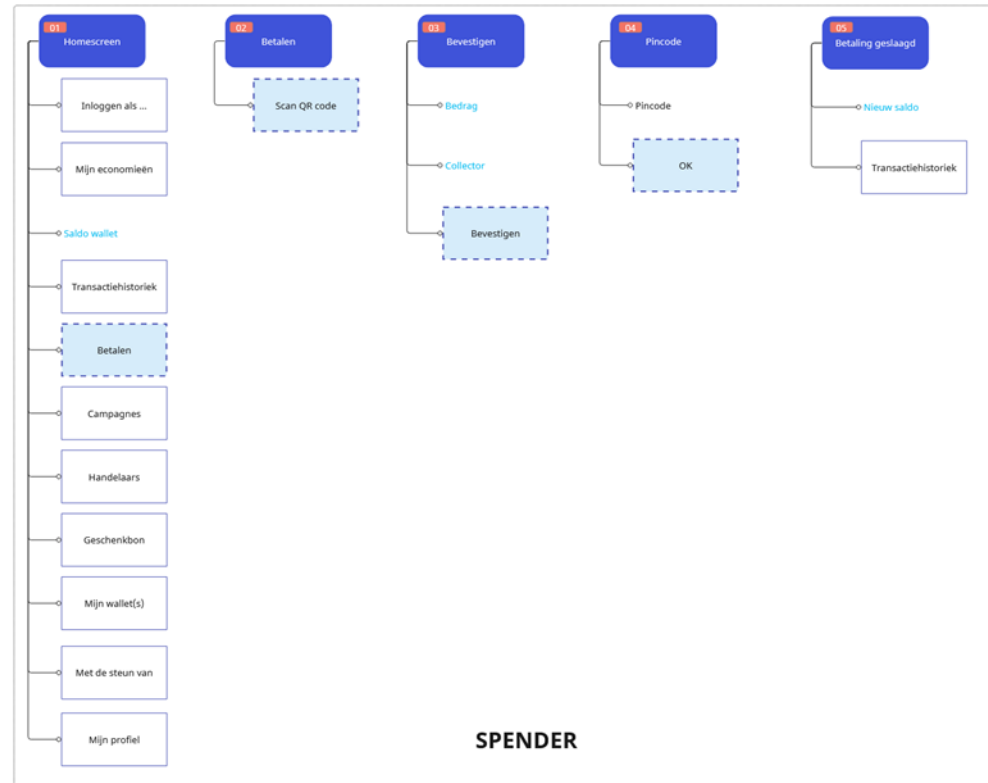 01
Homescreen
Inloggen als ...
Mijn economieën
Saldo wallet
Transactiehistoriek
Betalen
Campagnes
Handelaars
Geschenkbon
Mijn wallet(s)
Met de steun van
Mijn profiel
02
Betalen
Scan QR code
03
Bevestigen
Bedrag
Collector
Bevestigen
04
Pincode
Pincode
OK
05
Betaling geslaagd
Nieuw saldo
Transactiehistoriek
SPENDER